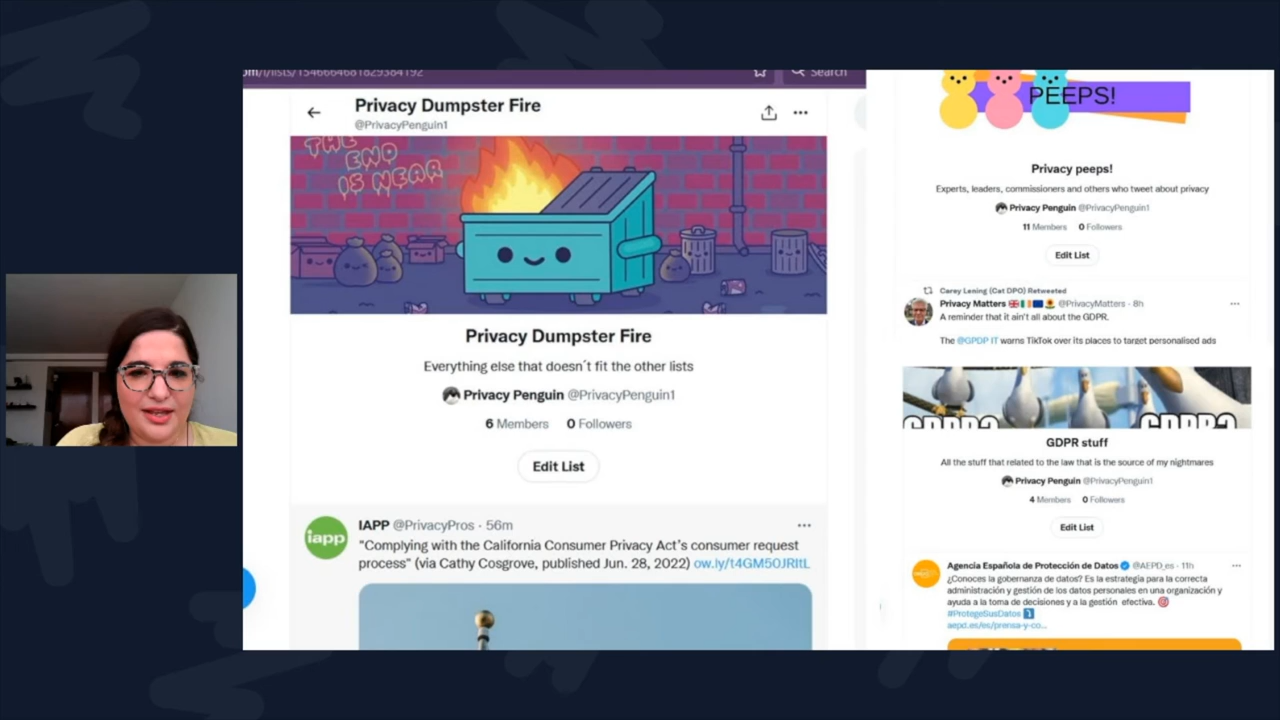 om/i/lists/1546664681829384192
Search
Privacy Dumpster Fire
@PrivacyPenguin1
THE
END
IS NEAR
Privacy Dumpster Fire
Everything else that doesn´t fit the other lists
Privacy Penguin @PrivacyPenguin1
6 Members 0 Followers
Edit List
iapp
IAPP @PrivacyPros · 56m
"Complying with the California Consumer Privacy Act's consumer request
process" (via Cathy Cosgrove, published Jun. 28, 2022) ow.ly/t4GM50JRItL
PEEPS!
Privacy peeps!
Experts, leaders, commissioners and others who tweet about privacy
Privacy Penguin @PrivacyPenguin1
11 Members 0 Followers
Edit List
Carey Lening (Cat DPO) Retweeted
Privacy Matters @PrivacyMatters · 8h
A reminder that it ain't all about the GDPR.
The @GPDP IT warns TikTok over its places to target personalised ads
GDPR? GDPR?
GDPR stuff
All the stuff that related to the law that is the source of my nightmares
Privacy Penguin @PrivacyPenguin1
4 Members 0 Followers
Edit List
Agencia Española de Protección de Datos @AEPD_es · 11h
¿Conoces la gobernanza de datos? Es la estrategia para la correcta
administración y gestión de los datos personales en una organización y
ayuda a la toma de decisiones y a la gestión efectiva.
#ProtegeSusDatos
aepd.es/es/prensa-y-co...